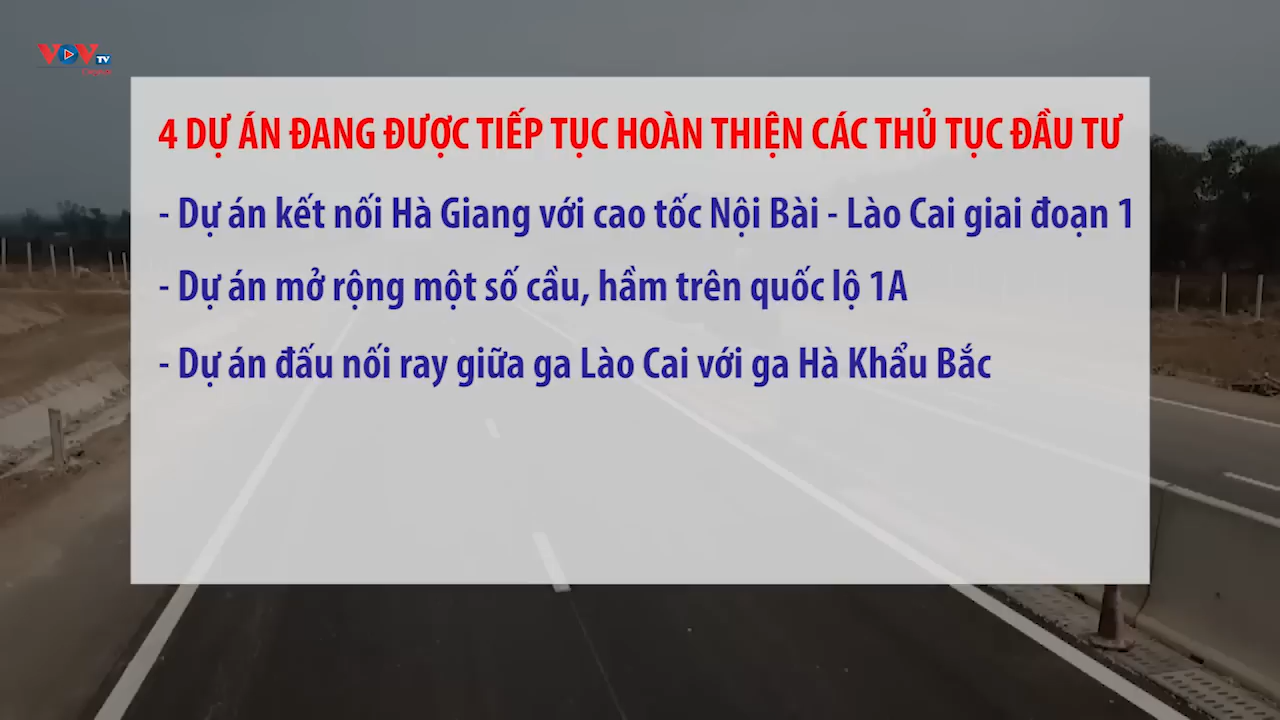 VOV TV
4 DỰ ÁN ĐANG ĐƯỢC TIẾP TỤC HOÀN THIỆN CÁC THỦ TỤC ĐẦU TƯ
- Dự án kết nối Hà Giang với cao tốc Nội Bài - Lào Cai giai đoạn 1
- Dự án mở rộng một số cầu, hầm trên quốc lộ 1A
- Dự án đấu nối ray giữa ga Lào Cai với ga Hà Khẩu Bắc